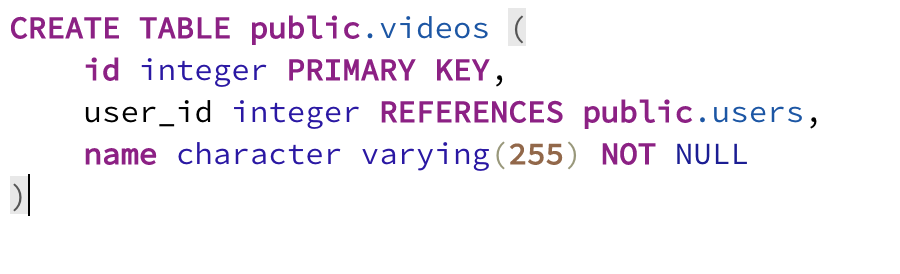 CREATE TABLE public.videos (
    id integer PRIMARY KEY,
    user_id integer REFERENCES public.users,
    name character varying(255) NOT NULL
)